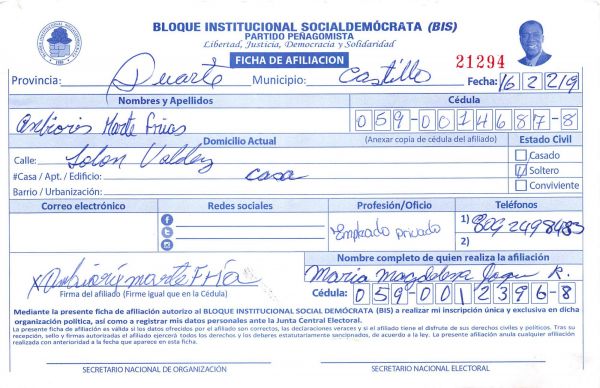 BLOQUE INSTITUCIONAL SOCIALDEMÓCRATA (BIS)
PARTIDO PEÑAGOMISTA
Libertad, Justicia, Democracia y Solidaridad
FICHA DE AFILIACION
21294
Provincia: Duarte Municipio: Castillo Fecha: 16 2 219
Nombres y Apellidos Cédula
Anbioris Marte Frias 059-0014687-8
Domicilio Actual (Anexar copia de cédula del afiliado) Estado Civil
Calle: Solon Valdez Casado
#Casa / Apt. / Edificio: casa Soltero
Barrio / Urbanización: Conviviente
Correo electrónico Redes sociales Profesión/Oficio Teléfonos
Empleado privado 1) 809 2498483
2)
Nombre completo de quien realiza la afiliación
X Anbioris marte FRía Maria Magdalena R.
Firma del afiliado (Firme igual que en la Cédula) Cédula: 059-0012396-8
Mediante la presente ficha de afiliación autorizo al BLOQUE INSTITUCIONAL SOCIAL DEMÓCRATA (BIS) a realizar mi inscripción única y exclusiva en dicha
organización política, así como a registrar mis datos personales ante la Junta Central Electoral.
La presente ficha de afiliación es válida si los datos ofrecidos por el afiliado son correctos, las declaraciones veraces y si el afiliado tiene el disfrute de sus derechos civiles y políticos. Tras su
recepción, sello y firmas autorizadas el afiliado ejercerá todos los derechos y los deberes estatutariamente sancionados, de acuerdo a la ley. La presente afiliación anula cualquier afiliación
realizada con anterioridad a la fecha que aparece en esta ficha.
SECRETARIO NACIONAL DE ORGANIZACIÓN SECRETARIO NACIONAL ELECTORAL